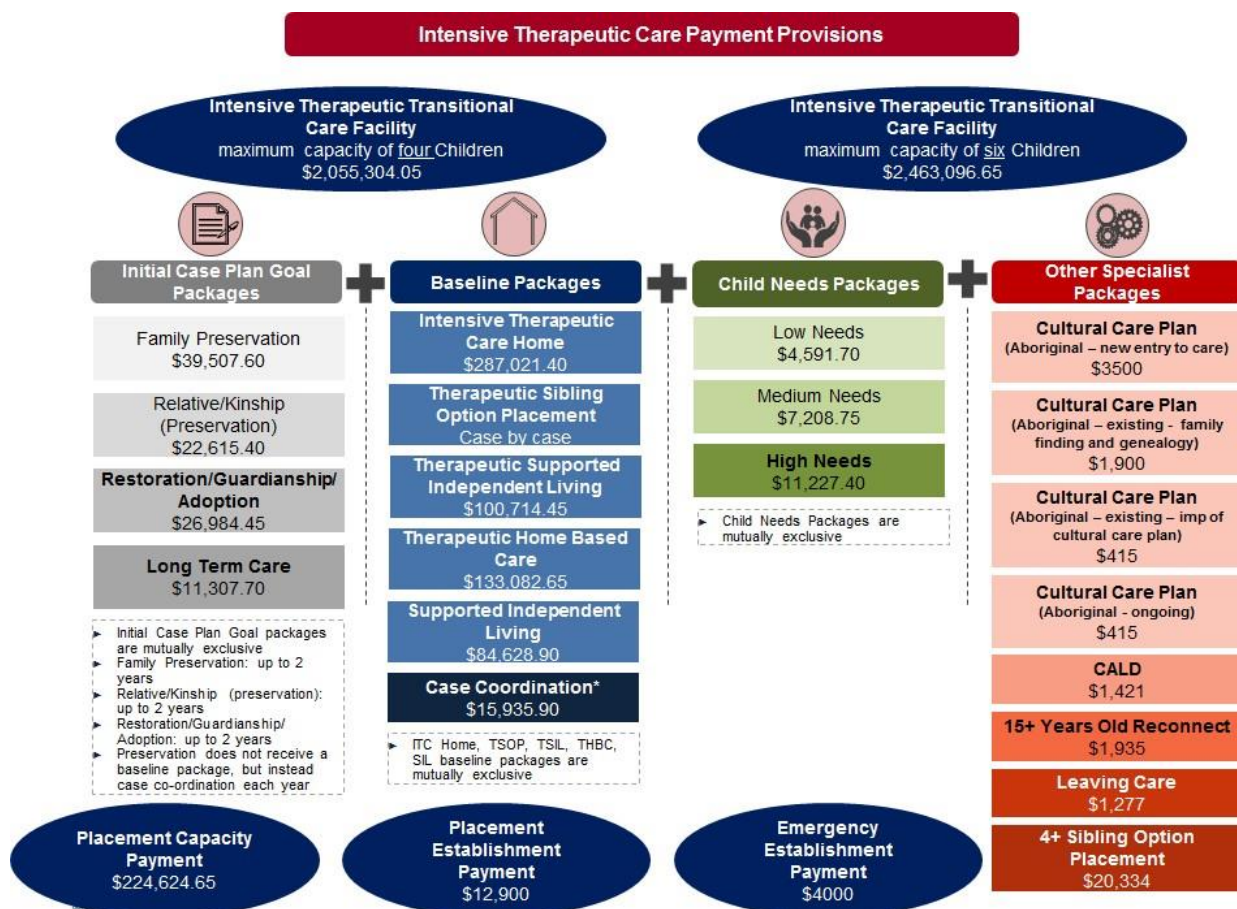 Intensive Therapeutic Care Payment Provisions
Intensive Therapeutic Transitional
Care Facility
maximum capacity of four Children
$2,055,304.05
Intensive Therapeutic Transitional
Care Facility
maximum capacity of six Children
$2,463,096.65
Initial Case Plan Goal
Packages
Family Preservation
$39,507.60
Relative/Kinship
(Preservation)
$22,615.40
Restoration/Guardianship/
Adoption
$26,984.45
Long Term Care
$11,307.70
► Initial Case Plan Goal packages
are mutually exclusive
► Family Preservation: up to 2
years
► Relative/Kinship (preservation):
up to 2 years
► Restoration/Guardianship/
Adoption: up to 2 years
► Preservation does not receive a
baseline package, but instead
case co-ordination each year
Baseline Packages
Intensive Therapeutic
Care Home
$287,021.40
Therapeutic Sibling
Option Placement
Case by case
Therapeutic Supported
Independent Living
$100,714.45
Therapeutic Home Based
Care
$133,082.65
Supported Independent
Living
$84,628.90
Case Coordination*
$15,935.90
► ITC Home, TSOP, TSIL, THBC,
SIL baseline packages are
mutually exclusive
Child Needs Packages
Low Needs
$4,591.70
Medium Needs
$7,208.75
High Needs
$11,227.40
► Child Needs Packages are
mutually exclusive
Other Specialist
Packages
Cultural Care Plan
(Aboriginal – new entry to care)
$3500
Cultural Care Plan
(Aboriginal – existing - family
finding and genealogy)
$1,900
Cultural Care Plan
(Aboriginal – existing – imp of
cultural care plan)
$415
Cultural Care Plan
(Aboriginal - ongoing)
$415
CALD
$1,421
15+ Years Old Reconnect
$1,935
Leaving Care
$1,277
4+ Sibling Option
Placement
$20,334
Placement Capacity
Payment
$224,624.65
Placement
Establishment
Payment
$12,900
Emergency
Establishment
Payment
$4000